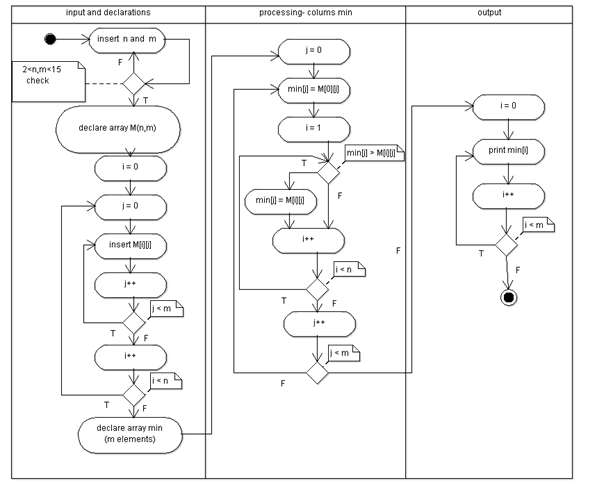 input and declarations
processing- colums min
output
insert n and m
F
2<n,m<15
check
T
declare array M(n,m)
i = 0
j = 0
insert M[i][j]
j++
j < m
T
F
i++
i < n
T
F
declare array min
(m elements)
j = 0
min[j] = M[0][j]
i = 1
min[j] > M[i][j]
T
F
min[j] = M[i][j]
i++
i < n
T
F
j++
j < m
F
F
i = 0
print min[i]
i++
i < m
T
F